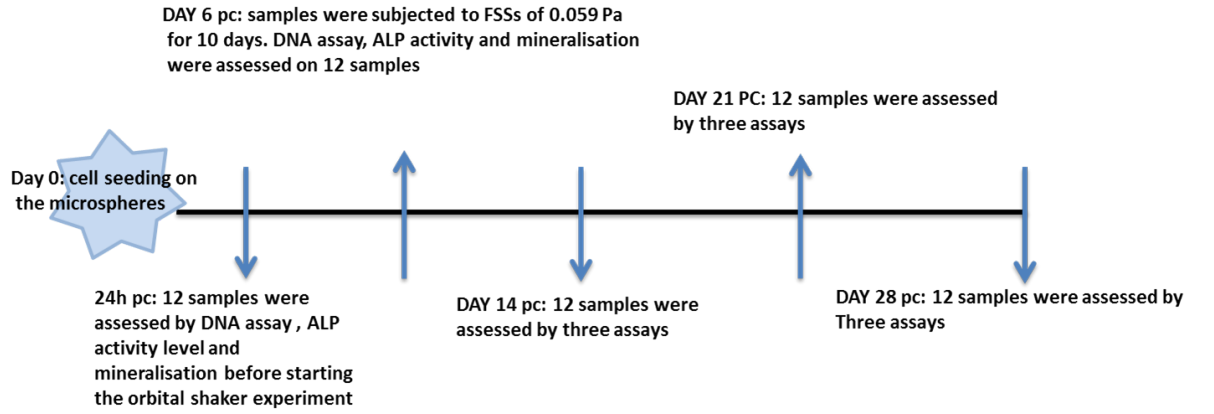 DAY 6 pc: samples were subjected to FSSs of 0.059 Pa
for 10 days. DNA assay, ALP activity and mineralisation
were assessed on 12 samples
DAY 21 PC: 12 samples were assessed
by three assays
Day 0: cell seeding on
the microspheres
24h pc: 12 samples were
assessed by DNA assay , ALP
activity level and
mineralisation before starting
the orbital shaker experiment
DAY 14 pc: 12 samples were
assessed by three assays
DAY 28 pc: 12 samples were assessed by
Three assays